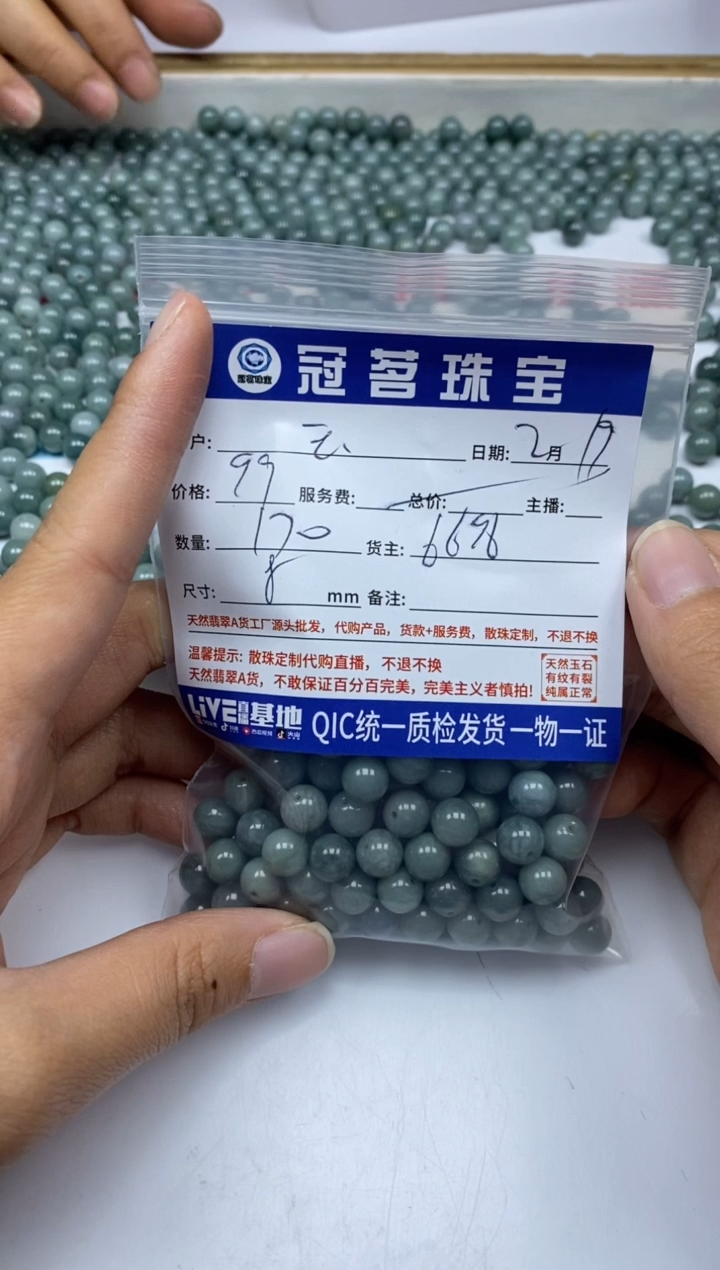 冠茗珠宝
户: 云 日期: 2月19
价格: 99 服务费: 总价: 主播:
数量: 170 货主: 6698
尺寸: 8 mm 备注:
天然翡翠A货工厂源头批发，代购产品，货款+服务费，散珠定制，不退不换
温馨提示: 散珠定制代购直播，不退不换
天然翡翠A货，不敢保证百分百完美，完美主义者慎拍!
天然玉石
有纹有裂
纯属正常
LiVE直播基地 QIC统一质检发货一物一证